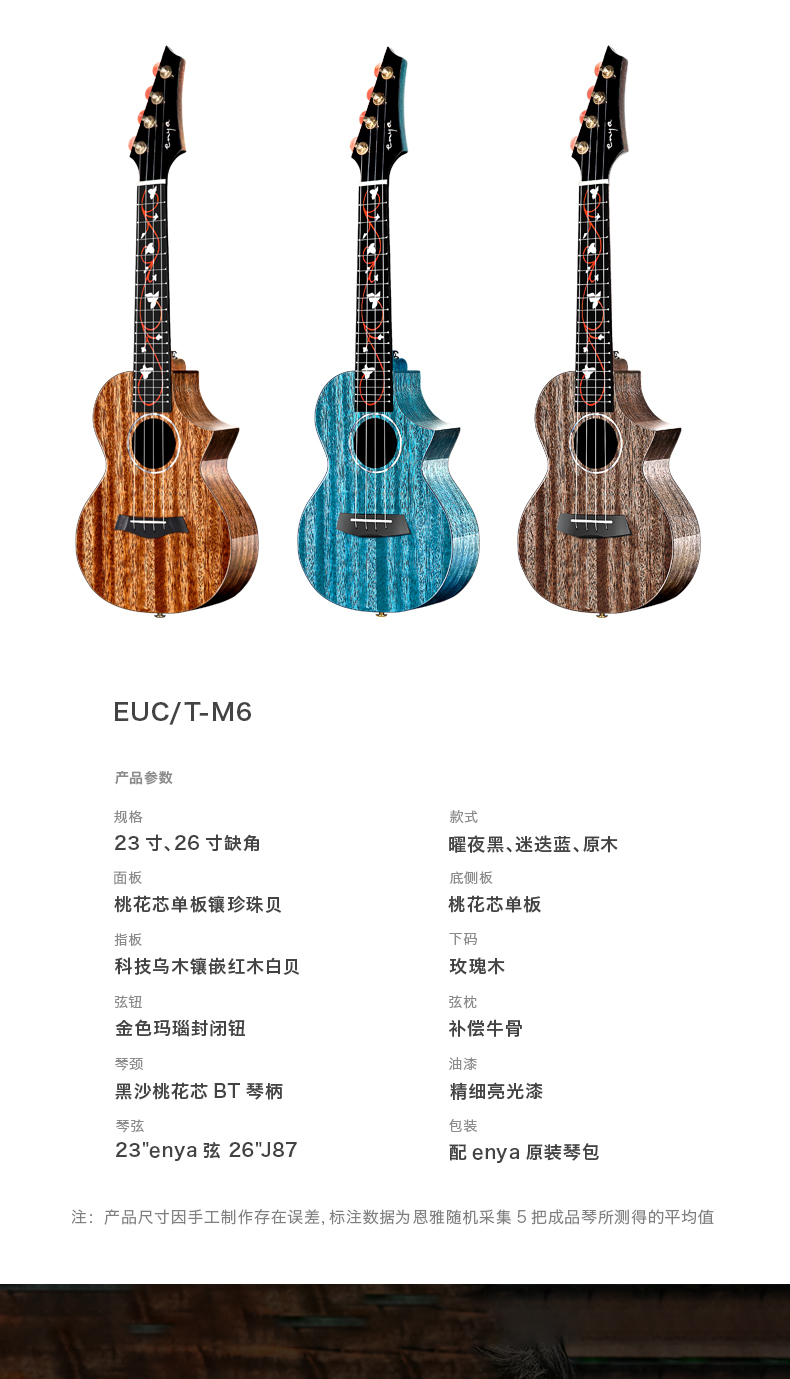 enya
enya
enya
EUC/T-M6
产品参数
规格
23 寸、26 寸缺角
款式
曜夜黑、迷迭蓝、原木
面板
桃花芯单板镶珍珠贝
底侧板
桃花芯单板
指板
科技乌木镶嵌红木白贝
下码
玫瑰木
弦钮
金色玛瑙封闭钮
弦枕
补偿牛骨
琴颈
黑沙桃花芯 BT 琴柄
油漆
精细亮光漆
琴弦
23"enya 弦 26"J87
包装
配 enya 原装琴包
注：产品尺寸因手工制作存在误差, 标注数据为恩雅随机采集 5 把成品琴所测得的平均值